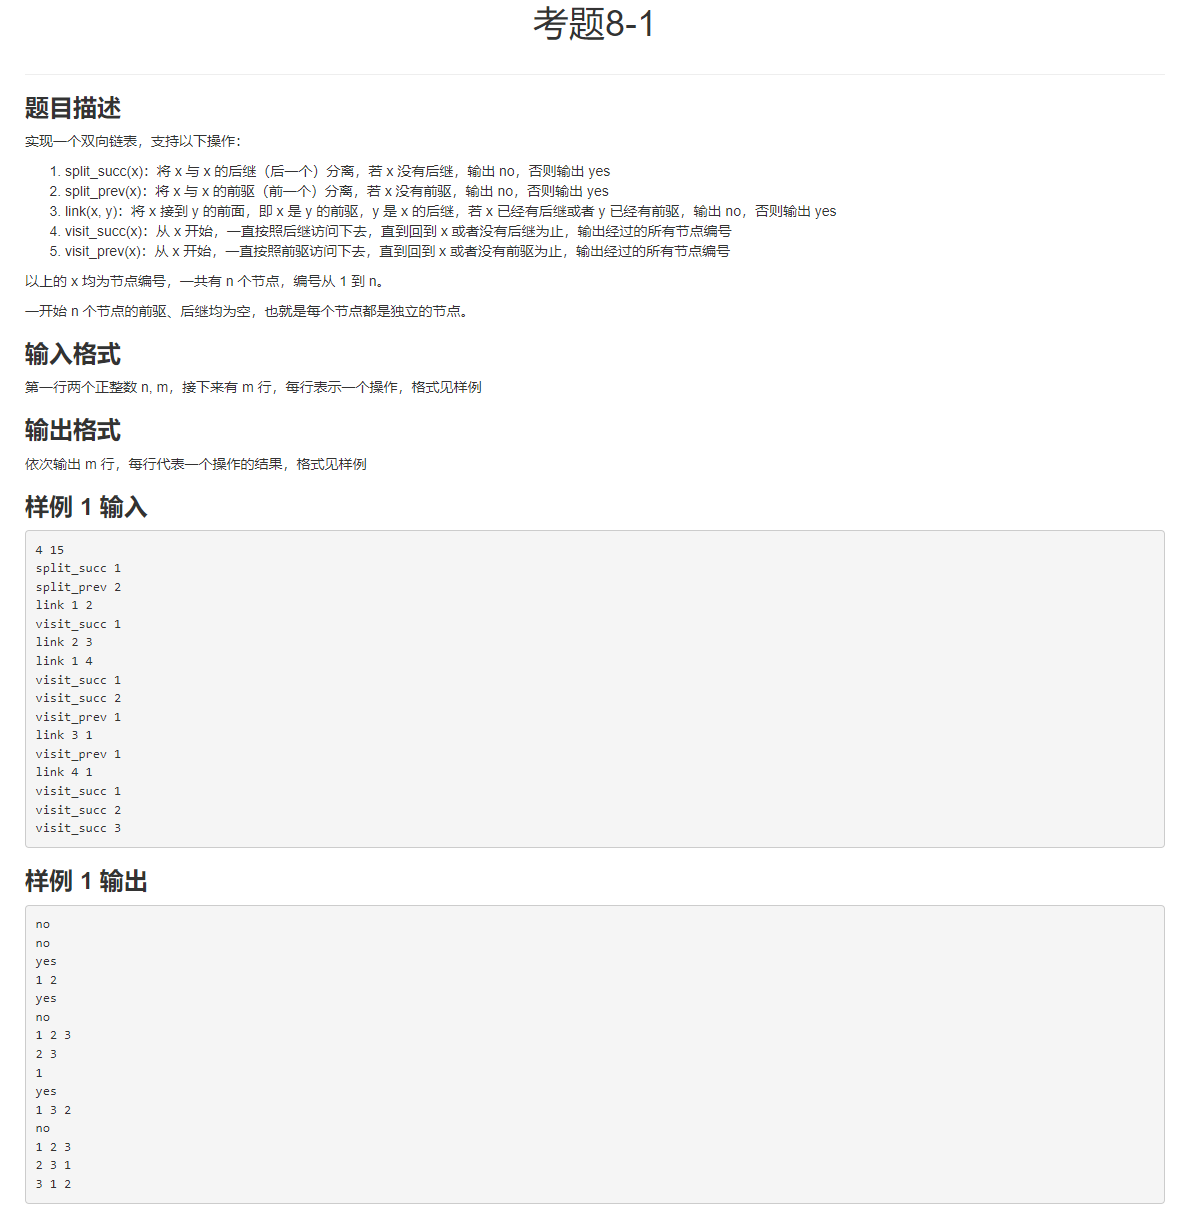 考题8-1
题目描述
实现一个双向链表，支持以下操作：
1. split_succ(x)：将 x 与 x 的后继（后一个）分离，若 x 没有后继，输出 no，否则输出 yes
2. split_prev(x)：将 x 与 x 的前驱（前一个）分离，若 x 没有前驱，输出 no，否则输出 yes
3. link(x, y)：将 x 接到 y 的前面，即 x 是 y 的前驱，y 是 x 的后继，若 x 已经有后继或者 y 已经有前驱，输出 no，否则输出 yes
4. visit_succ(x)：从 x 开始，一直按照后继访问下去，直到回到 x 或者没有后继为止，输出经过的所有节点编号
5. visit_prev(x)：从 x 开始，一直按照前驱访问下去，直到回到 x 或者没有前驱为止，输出经过的所有节点编号
以上的 x 均为节点编号，一共有 n 个节点，编号从 1 到 n。
一开始 n 个节点的前驱、后继均为空，也就是每个节点都是独立的节点。
输入格式
第一行两个正整数 n, m，接下来有 m 行，每行表示一个操作，格式见样例
输出格式
依次输出 m 行，每行代表一个操作的结果，格式见样例
样例 1 输入
4 15
split_succ 1
split_prev 2
link 1 2
visit_succ 1
link 2 3
link 1 4
visit_succ 1
visit_succ 2
visit_prev 1
link 3 1
visit_prev 1
link 4 1
visit_succ 1
visit_succ 2
visit_succ 3
样例 1 输出
no
no
yes
1 2
yes
no
1 2 3
2 3
1
yes
1 3 2
no
1 2 3
2 3 1
3 1 2